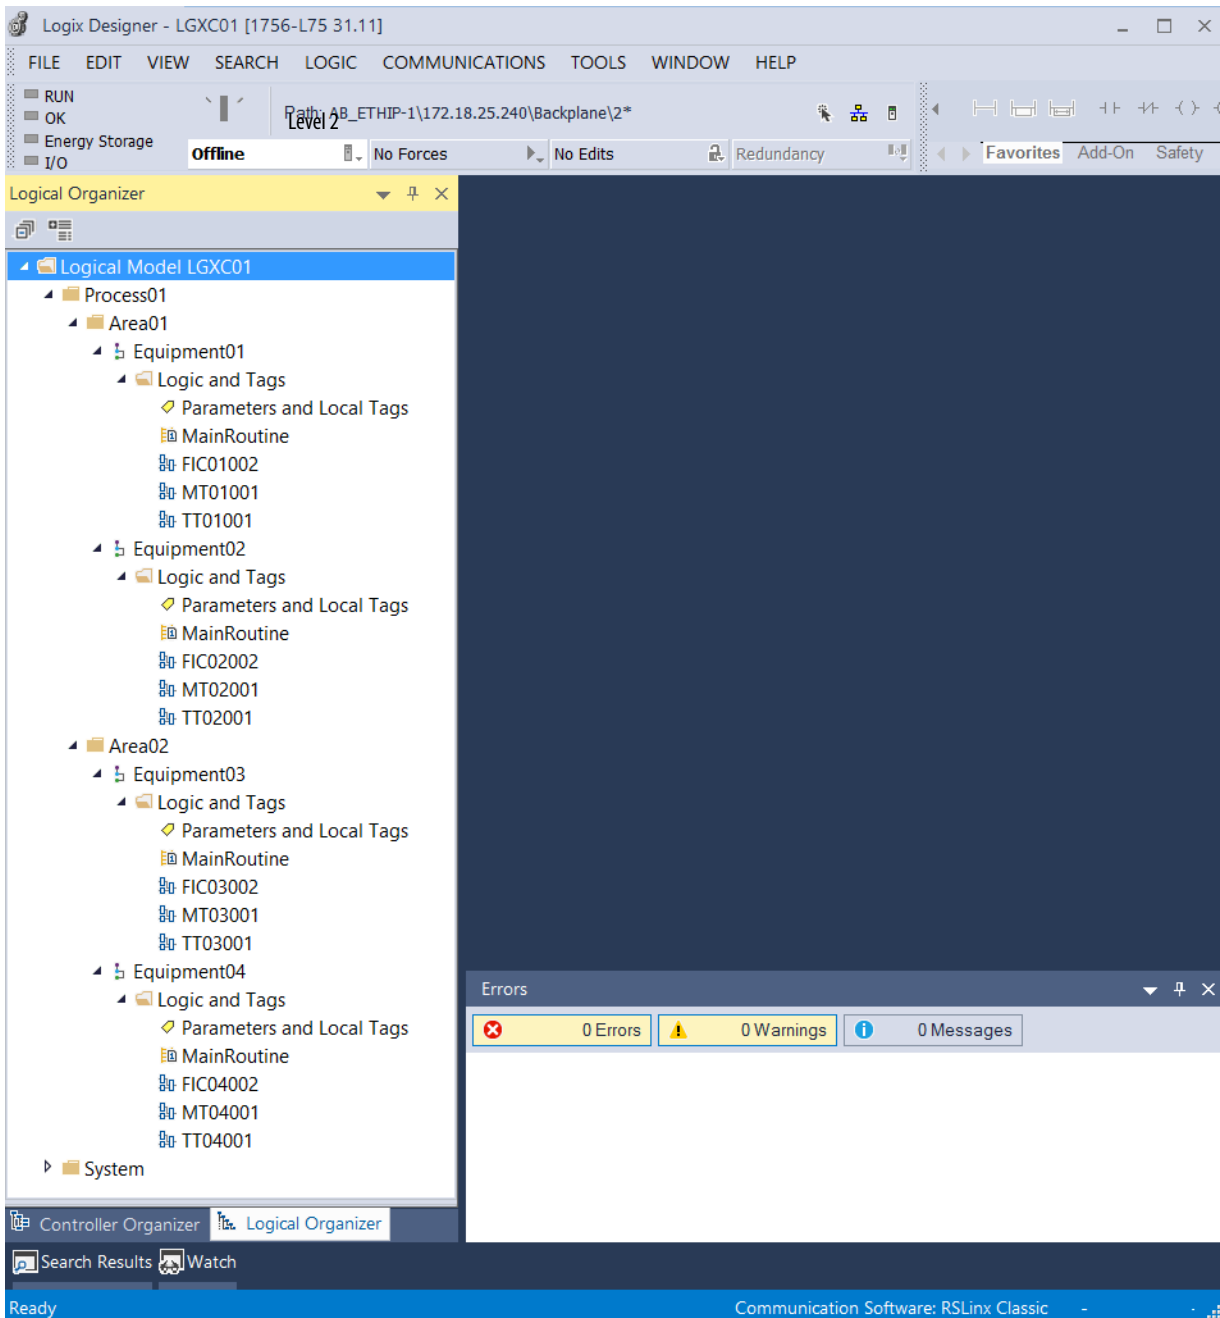 Logix Designer - LGXC01 [1756-L75 31.11]
FILE EDIT VIEW SEARCH LOGIC COMMUNICATIONS TOOLS WINDOW HELP
RUN
OK
Energy Storage
I/O
Path: AB_ETHIP-1\172.18.25.240\Backplane\2*
Level 2
Offline No Forces No Edits Redundancy
Favorites Add-On Safety
Logical Organizer
Logical Model LGXC01
Process01
Area01
Equipment01
Logic and Tags
Parameters and Local Tags
MainRoutine
FIC01002
MT01001
TT01001
Equipment02
Logic and Tags
Parameters and Local Tags
MainRoutine
FIC02002
MT02001
TT02001
Area02
Equipment03
Logic and Tags
Parameters and Local Tags
MainRoutine
FIC03002
MT03001
TT03001
Equipment04
Logic and Tags
Parameters and Local Tags
MainRoutine
FIC04002
MT04001
TT04001
System
Errors
0 Errors 0 Warnings 0 Messages
Controller Organizer Logical Organizer
Search Results Watch
Ready Communication Software: RSLinx Classic -